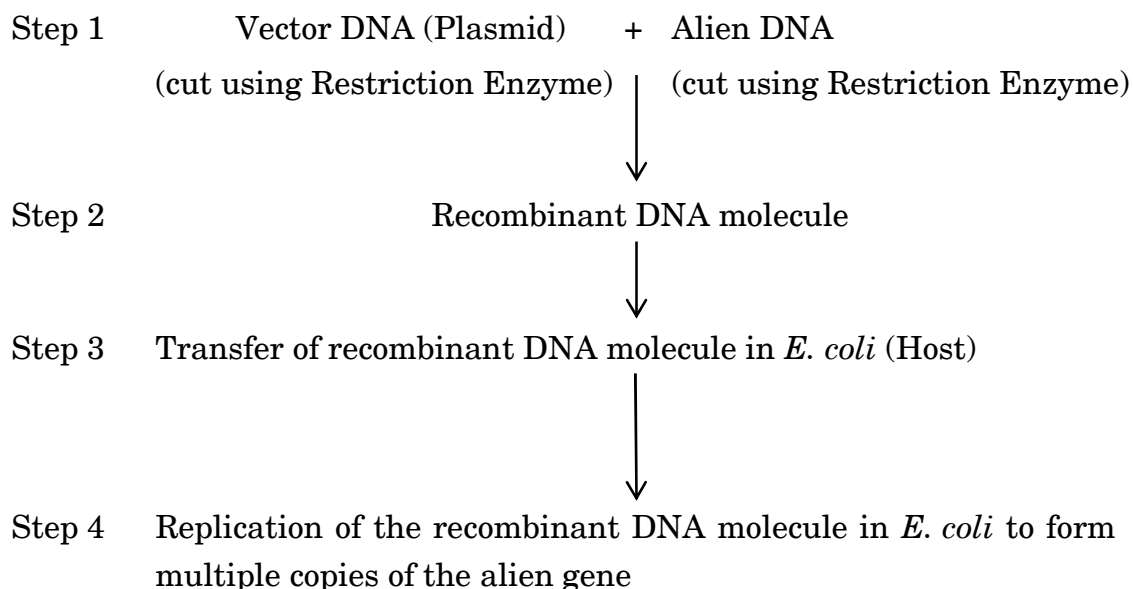 Step 1 Vector DNA (Plasmid) + Alien DNA
(cut using Restriction Enzyme) (cut using Restriction Enzyme)
Step 2 Recombinant DNA molecule
Step 3 Transfer of recombinant DNA molecule in E. coli (Host)
Step 4 Replication of the recombinant DNA molecule in E. coli to form
multiple copies of the alien gene